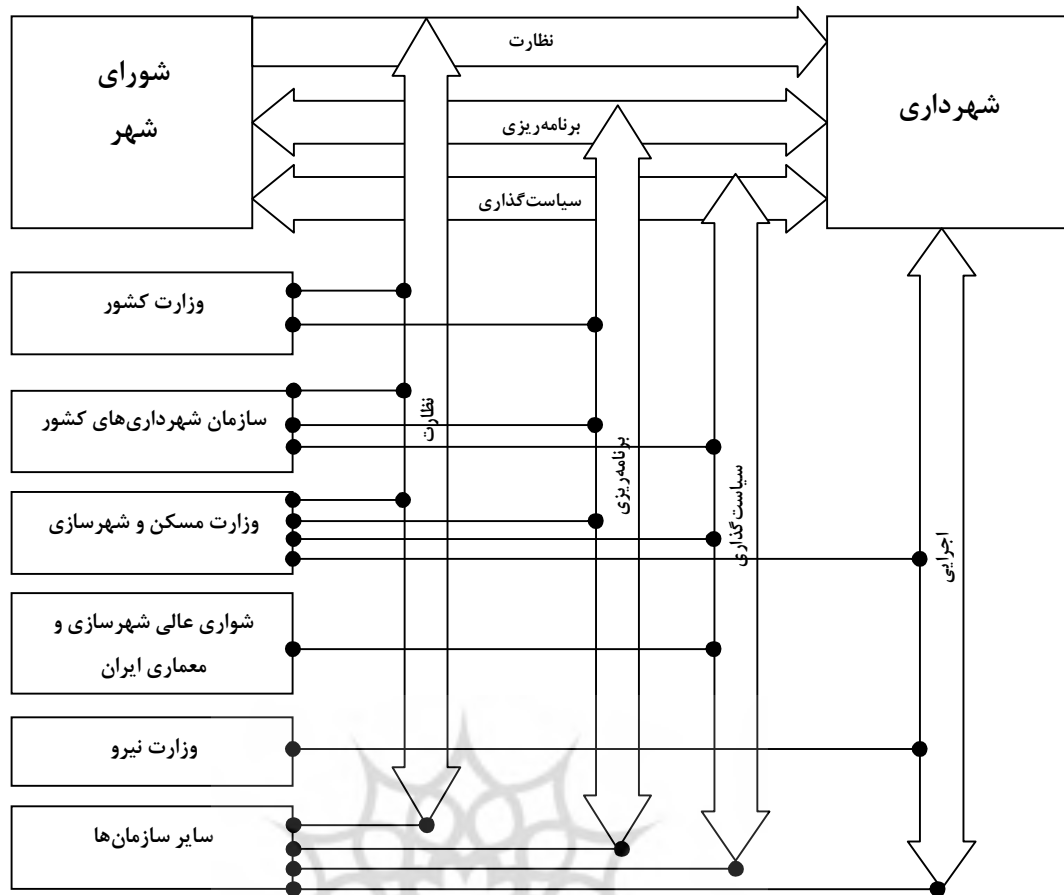 شورای
شهر
نظارت
برنامه‌ریزی
سیاست‌گذاری
شهرداری
وزارت کشور
سازمان شهرداری‌های کشور
وزارت مسکن و شهرسازی
شواری عالی شهرسازی و
معماری ایران
وزارت نیرو
سایر سازمان‌ها
نظارت
برنامه‌ریزی
سیاست‌گذاری
اجرایی